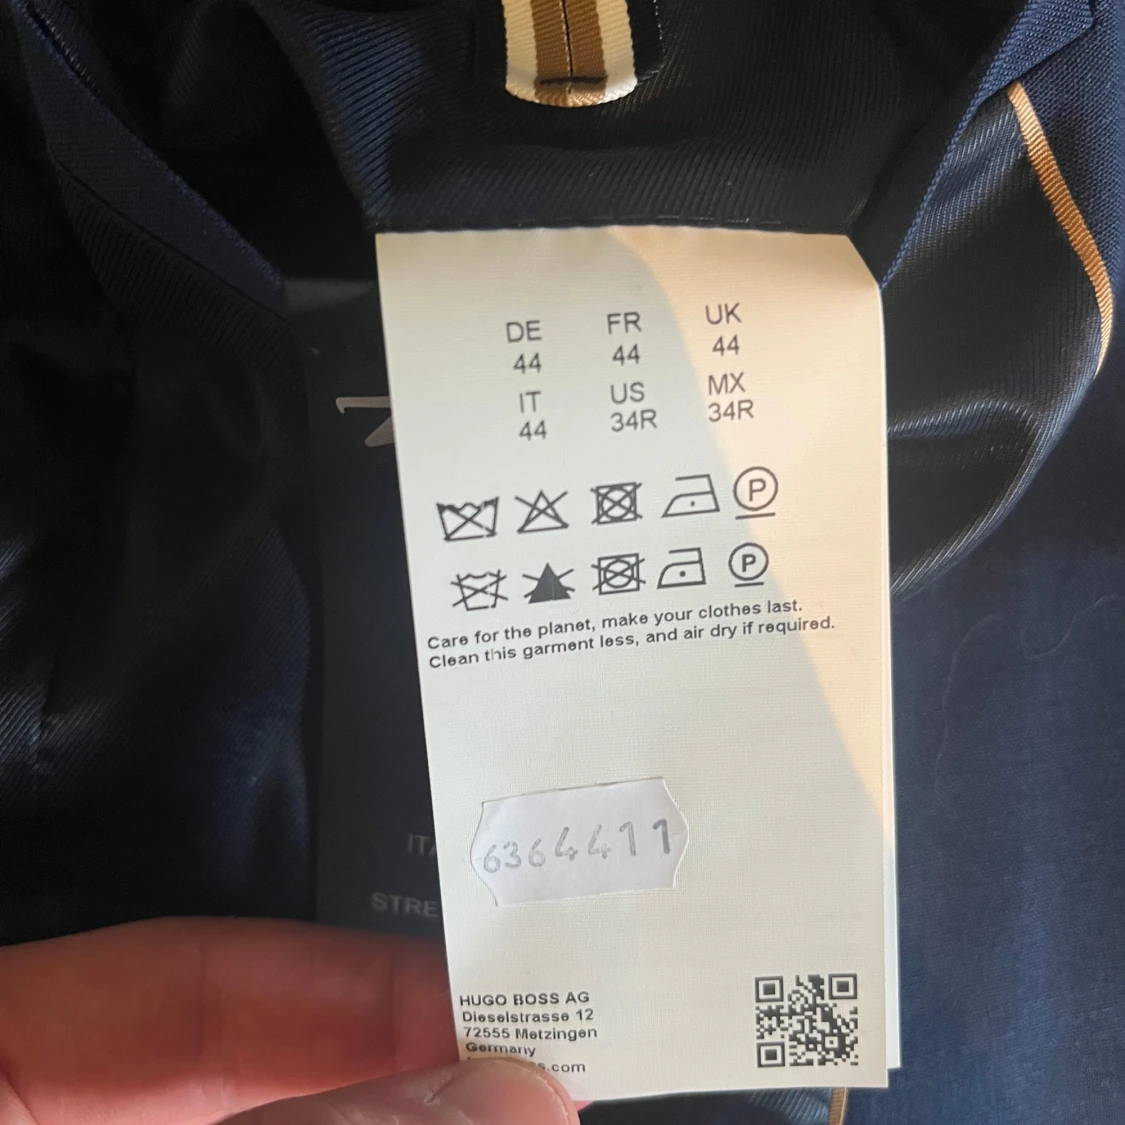 DE FR UK
44 44 44
IT US MX
44 34R 34R
P
P
Care for the planet, make your clothes last.
Clean this garment less, and air dry if required.
6364411
STRE
HUGO BOSS AG
Dieselstrasse 12
72555 Metzingen
Germany
s.com